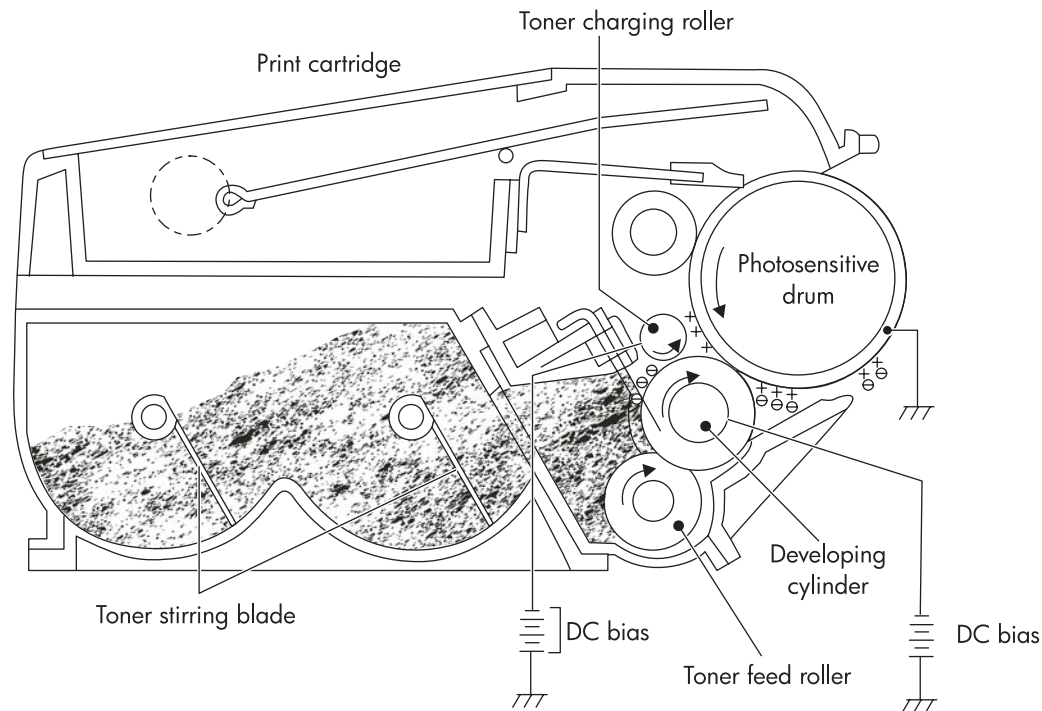 Toner charging roller
Print cartridge
Photosensitive
drum
Developing
cylinder
Toner stirring blade
DC bias
DC bias
Toner feed roller